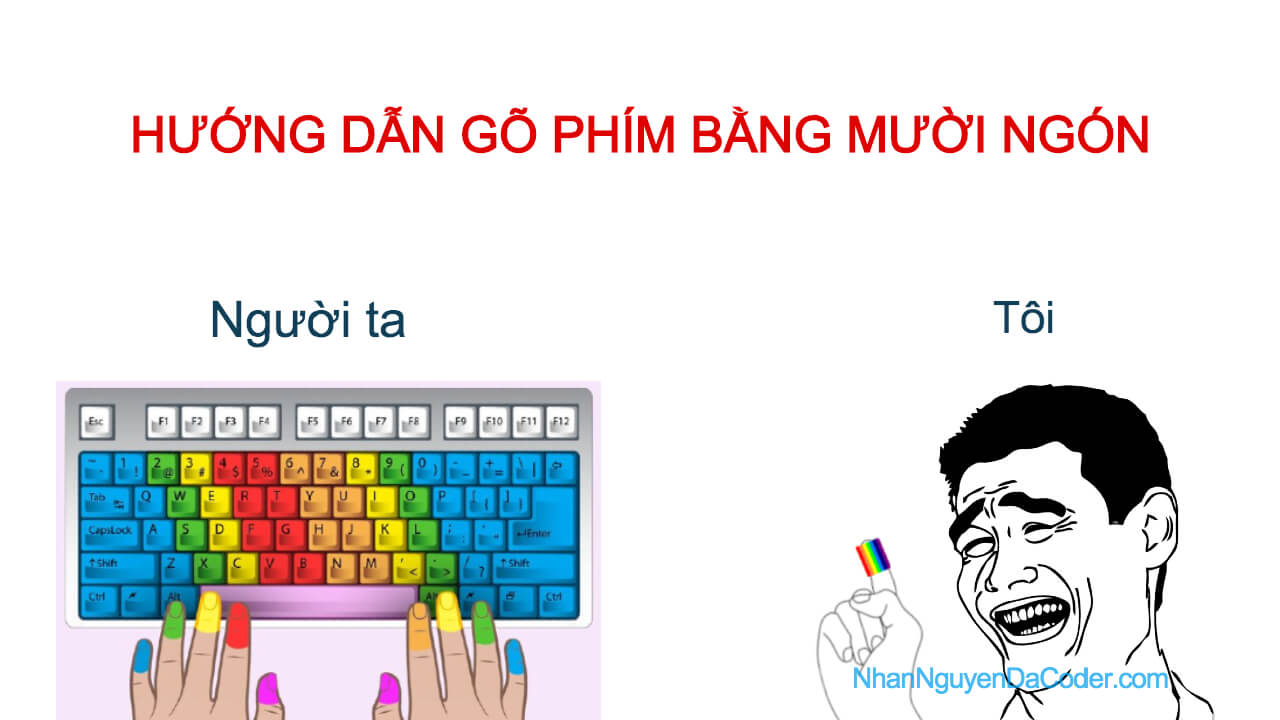 HƯỚNG DẪN GÕ PHÍM BẰNG MƯỜI NGÓN
Người ta
Tôi
Esc F1 F2 F3 F4 F5 F6 F7 F8 F9 F10 F11 F12
~ 1 ! 2 @ 3 # 4 $ 5 % 6 ^ 7 & 8 * 9 ( 0 ) - _ = + \ |
Tab Q W E R T Y U I O P [ { ] }
CapsLock A S D F G H J K L ; : Enter
Shift Z X C V B N M ' < . > / ? Shift
Ctrl Alt Alt Ctrl
NhanNguyenDaCoder.com